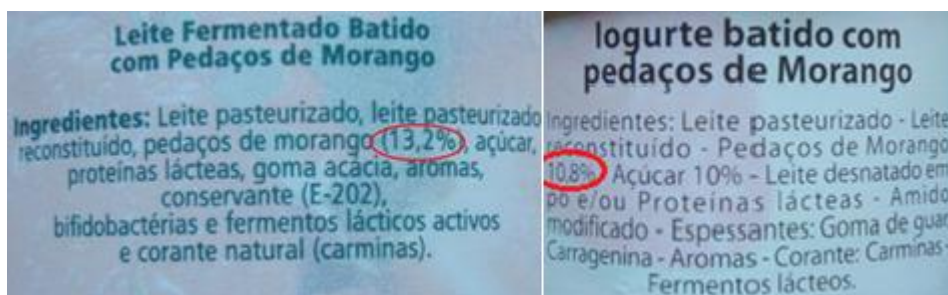 Leite Fermentado Batido
com Pedaços de Morango
Ingredientes: Leite pasteurizado, leite pasteurizado
reconstituído, pedaços de morango (13,2%), açúcar,
proteínas lácteas, goma acácia, aromas,
conservante (E-202),
bifidobactérias e fermentos lácticos activos
e corante natural (carminas).
Iogurte batido com
pedaços de Morango
Ingredientes: Leite pasteurizado - Leite
reconstituído - Pedaços de Morango
10,8% Açúcar 10% - Leite desnatado em
pó e/ou Proteínas lácteas - Amido
modificado - Espessantes: Goma de guar
Carragenina - Aromas - Corante: Carminas -
Fermentos lácteos.